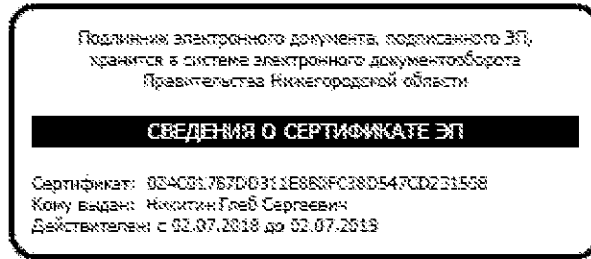 Подлинник электронного документа, подписанного ЭП,
хранится в системе электронного документооборота
Правительства Нижегородской области
СВЕДЕНИЯ О СЕРТИФИКАТЕ ЭП
Сертификат:
Кому выдан: Никитин Глеб Сергеевич
Действителен: с 02.07.2018 до 02.07.2019